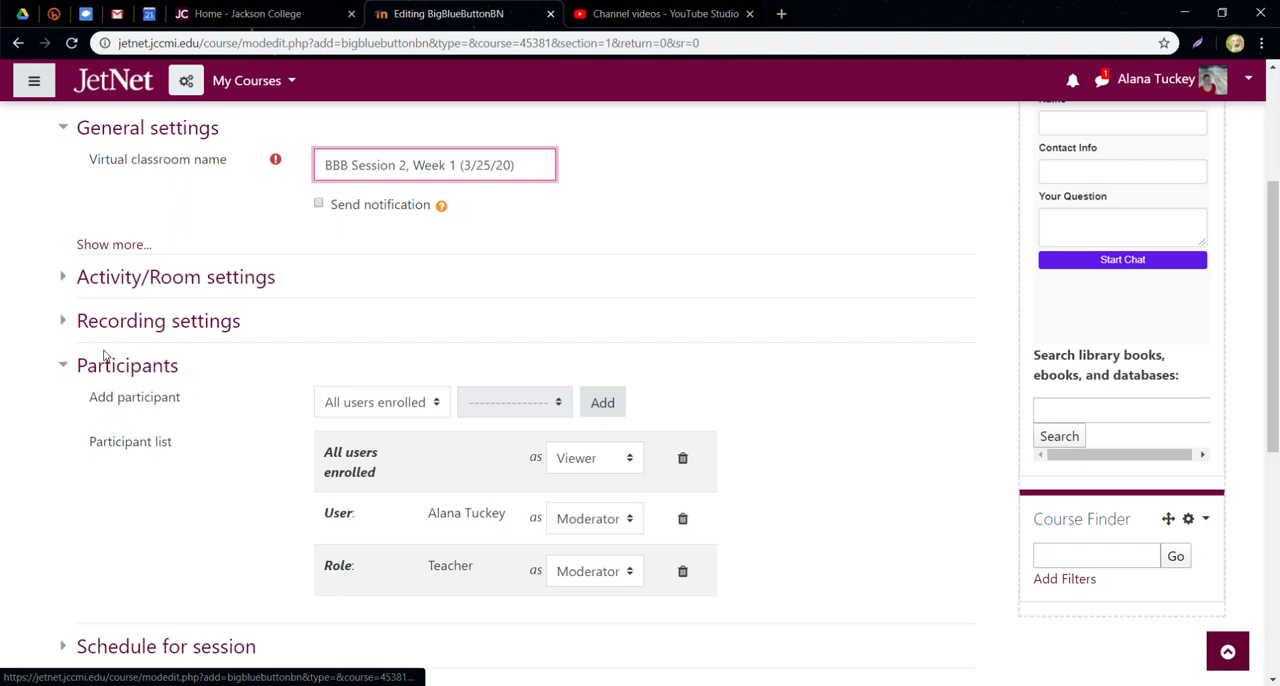 Home - Jackson College
Editing BigBlueButtonBN
Channel videos - YouTube Studio
jetnet.jccmi.edu/course/modedit.php?add=bigbluebuttonbn&type=&course=45381&section=1&return=0&sr=0
JetNet
My Courses
1
Alana Tuckey
General settings
Virtual classroom name
BBB Session 2, Week 1 (3/25/20)
Send notification
Show more...
Activity/Room settings
Recording settings
Participants
Add participant
All users enrolled
---------------
Add
Participant list
All users enrolled
as
Viewer
User:
Alana Tuckey
as
Moderator
Role:
Teacher
as
Moderator
Schedule for session
https://jetnet.jccmi.edu/course/modedit.php?add=bigbluebuttonbn&type=&course=45381...
Name
Contact Info
Your Question
Start Chat
Search library books,
ebooks, and databases:
Search
Course Finder
Go
Add Filters